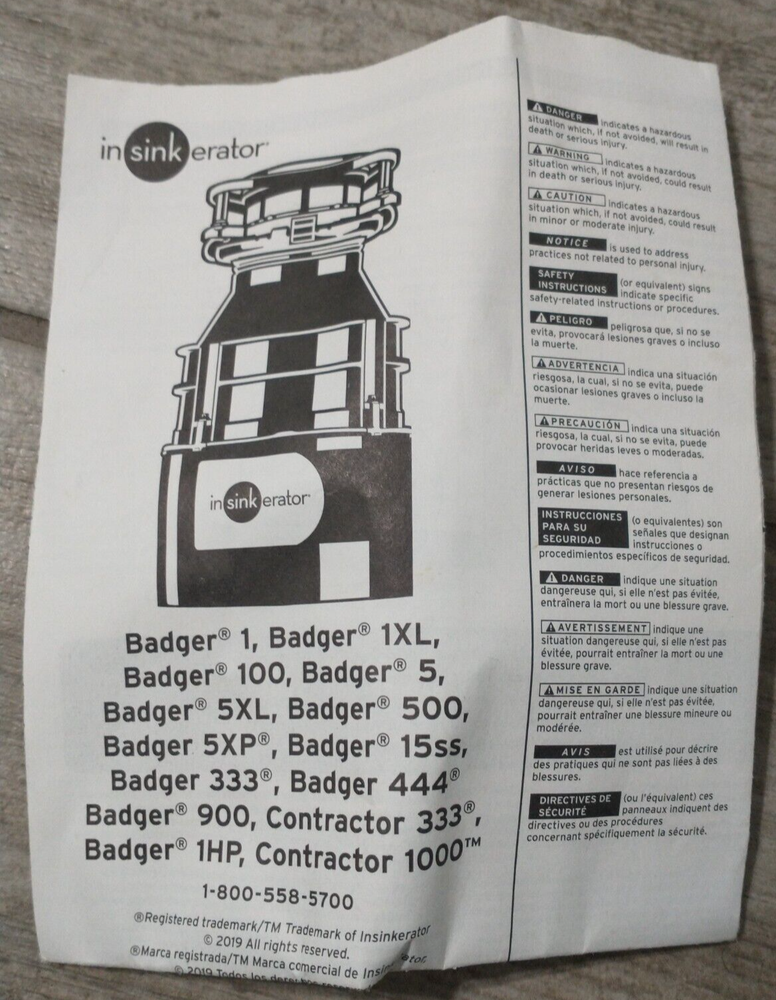 insinkerator
insinkerator
Badger® 1, Badger® 1XL,
Badger® 100, Badger® 5,
Badger® 5XL, Badger® 500,
Badger 5XP®, Badger® 15ss,
Badger 333®, Badger 444®
Badger® 900, Contractor 333®,
Badger® 1HP, Contractor 1000™
1-800-558-5700
®Registered trademark/TM Trademark of Insinkerator
© 2019 All rights reserved.
®Marca registrada/TM Marca comercial de
© 2019 Todos los
DANGER indicates a hazardous
situation which, if not avoided, will result in
death or serious injury.
WARNING indicates a hazardous
situation which, if not avoided, could result
in death or serious injury.
CAUTION indicates a hazardous
situation which, if not avoided, could result
in minor or moderate injury.
NOTICE is used to address
practices not related to personal injury.
SAFETY
INSTRUCTIONS (or equivalent) signs
indicate specific
safety-related instructions or procedures.
PELIGRO peligrosa que, si no se
evita, provocará lesiones graves o incluso
la muerte.
ADVERTENCIA indica una situación
riesgosa, la cual, si no se evita, puede
ocasionar lesiones graves o incluso la
muerte.
PRECAUCIÓN indica una situación
riesgosa, la cual, si no se evita, puede
provocar heridas leves o moderadas.
AVISO hace referencia a
prácticas que no presentan riesgos de
generar lesiones personales.
INSTRUCCIONES
PARA SU
SEGURIDAD
(o equivalentes) son
señales que designan
instrucciones o
procedimientos específicos de seguridad.
DANGER indique une situation
dangereuse qui, si elle n'est pas évitée,
entraînera la mort ou une blessure grave.
AVERTISSEMENT indique une
situation dangereuse qui, si elle n'est pas
évitée, pourrait entraîner la mort ou une
blessure grave.
MISE EN GARDE indique une situation
dangereuse qui, si elle n'est pas évitée,
pourrait entraîner une blessure mineure ou
modérée.
AVIS est utilisé pour décrire
des pratiques qui ne sont pas liées à des
blessures.
DIRECTIVES DE
SÉCURITÉ
(ou l'équivalent) ces
panneaux indiquent des
directives ou des procédures
concernant spécifiquement la sécurité.